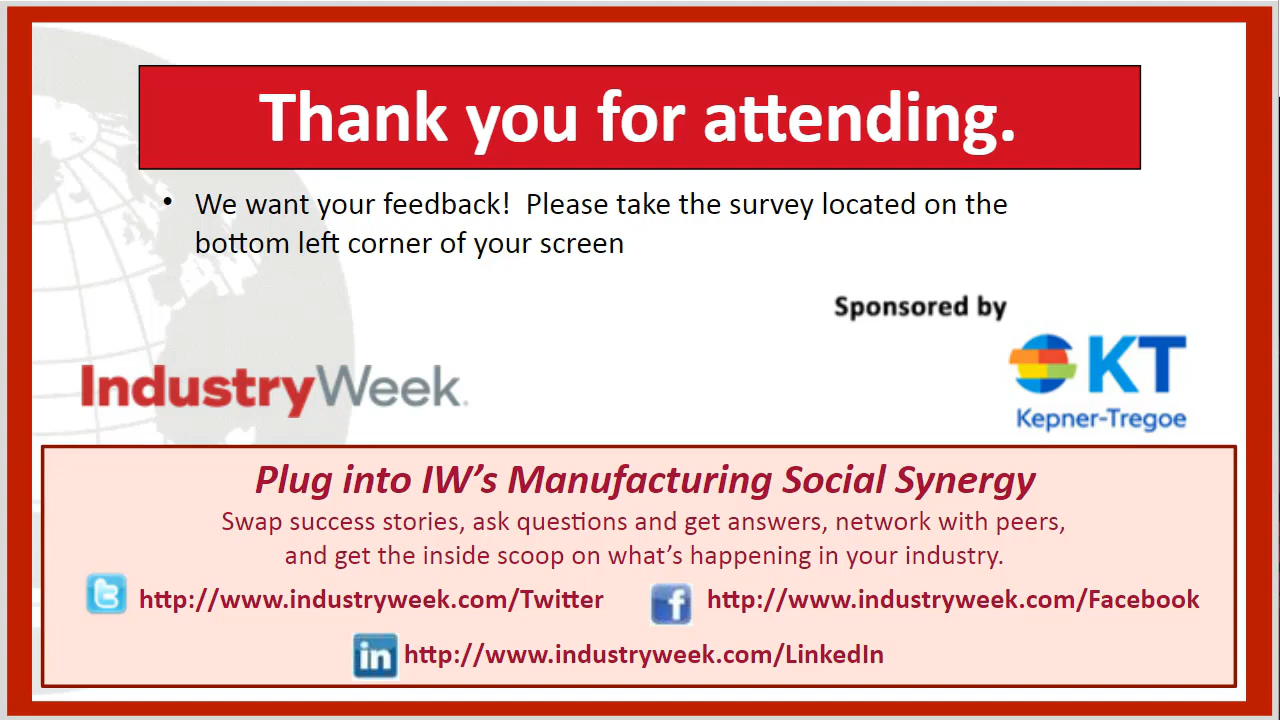 Thank you for attending.
• We want your feedback!  Please take the survey located on the
bottom left corner of your screen
Sponsored by
IndustryWeek.
KT
Kepner-Tregoe
Plug into IW’s Manufacturing Social Synergy
Swap success stories, ask questions and get answers, network with peers,
and get the inside scoop on what’s happening in your industry.
http://www.industryweek.com/Twitter
http://www.industryweek.com/Facebook
http://www.industryweek.com/LinkedIn